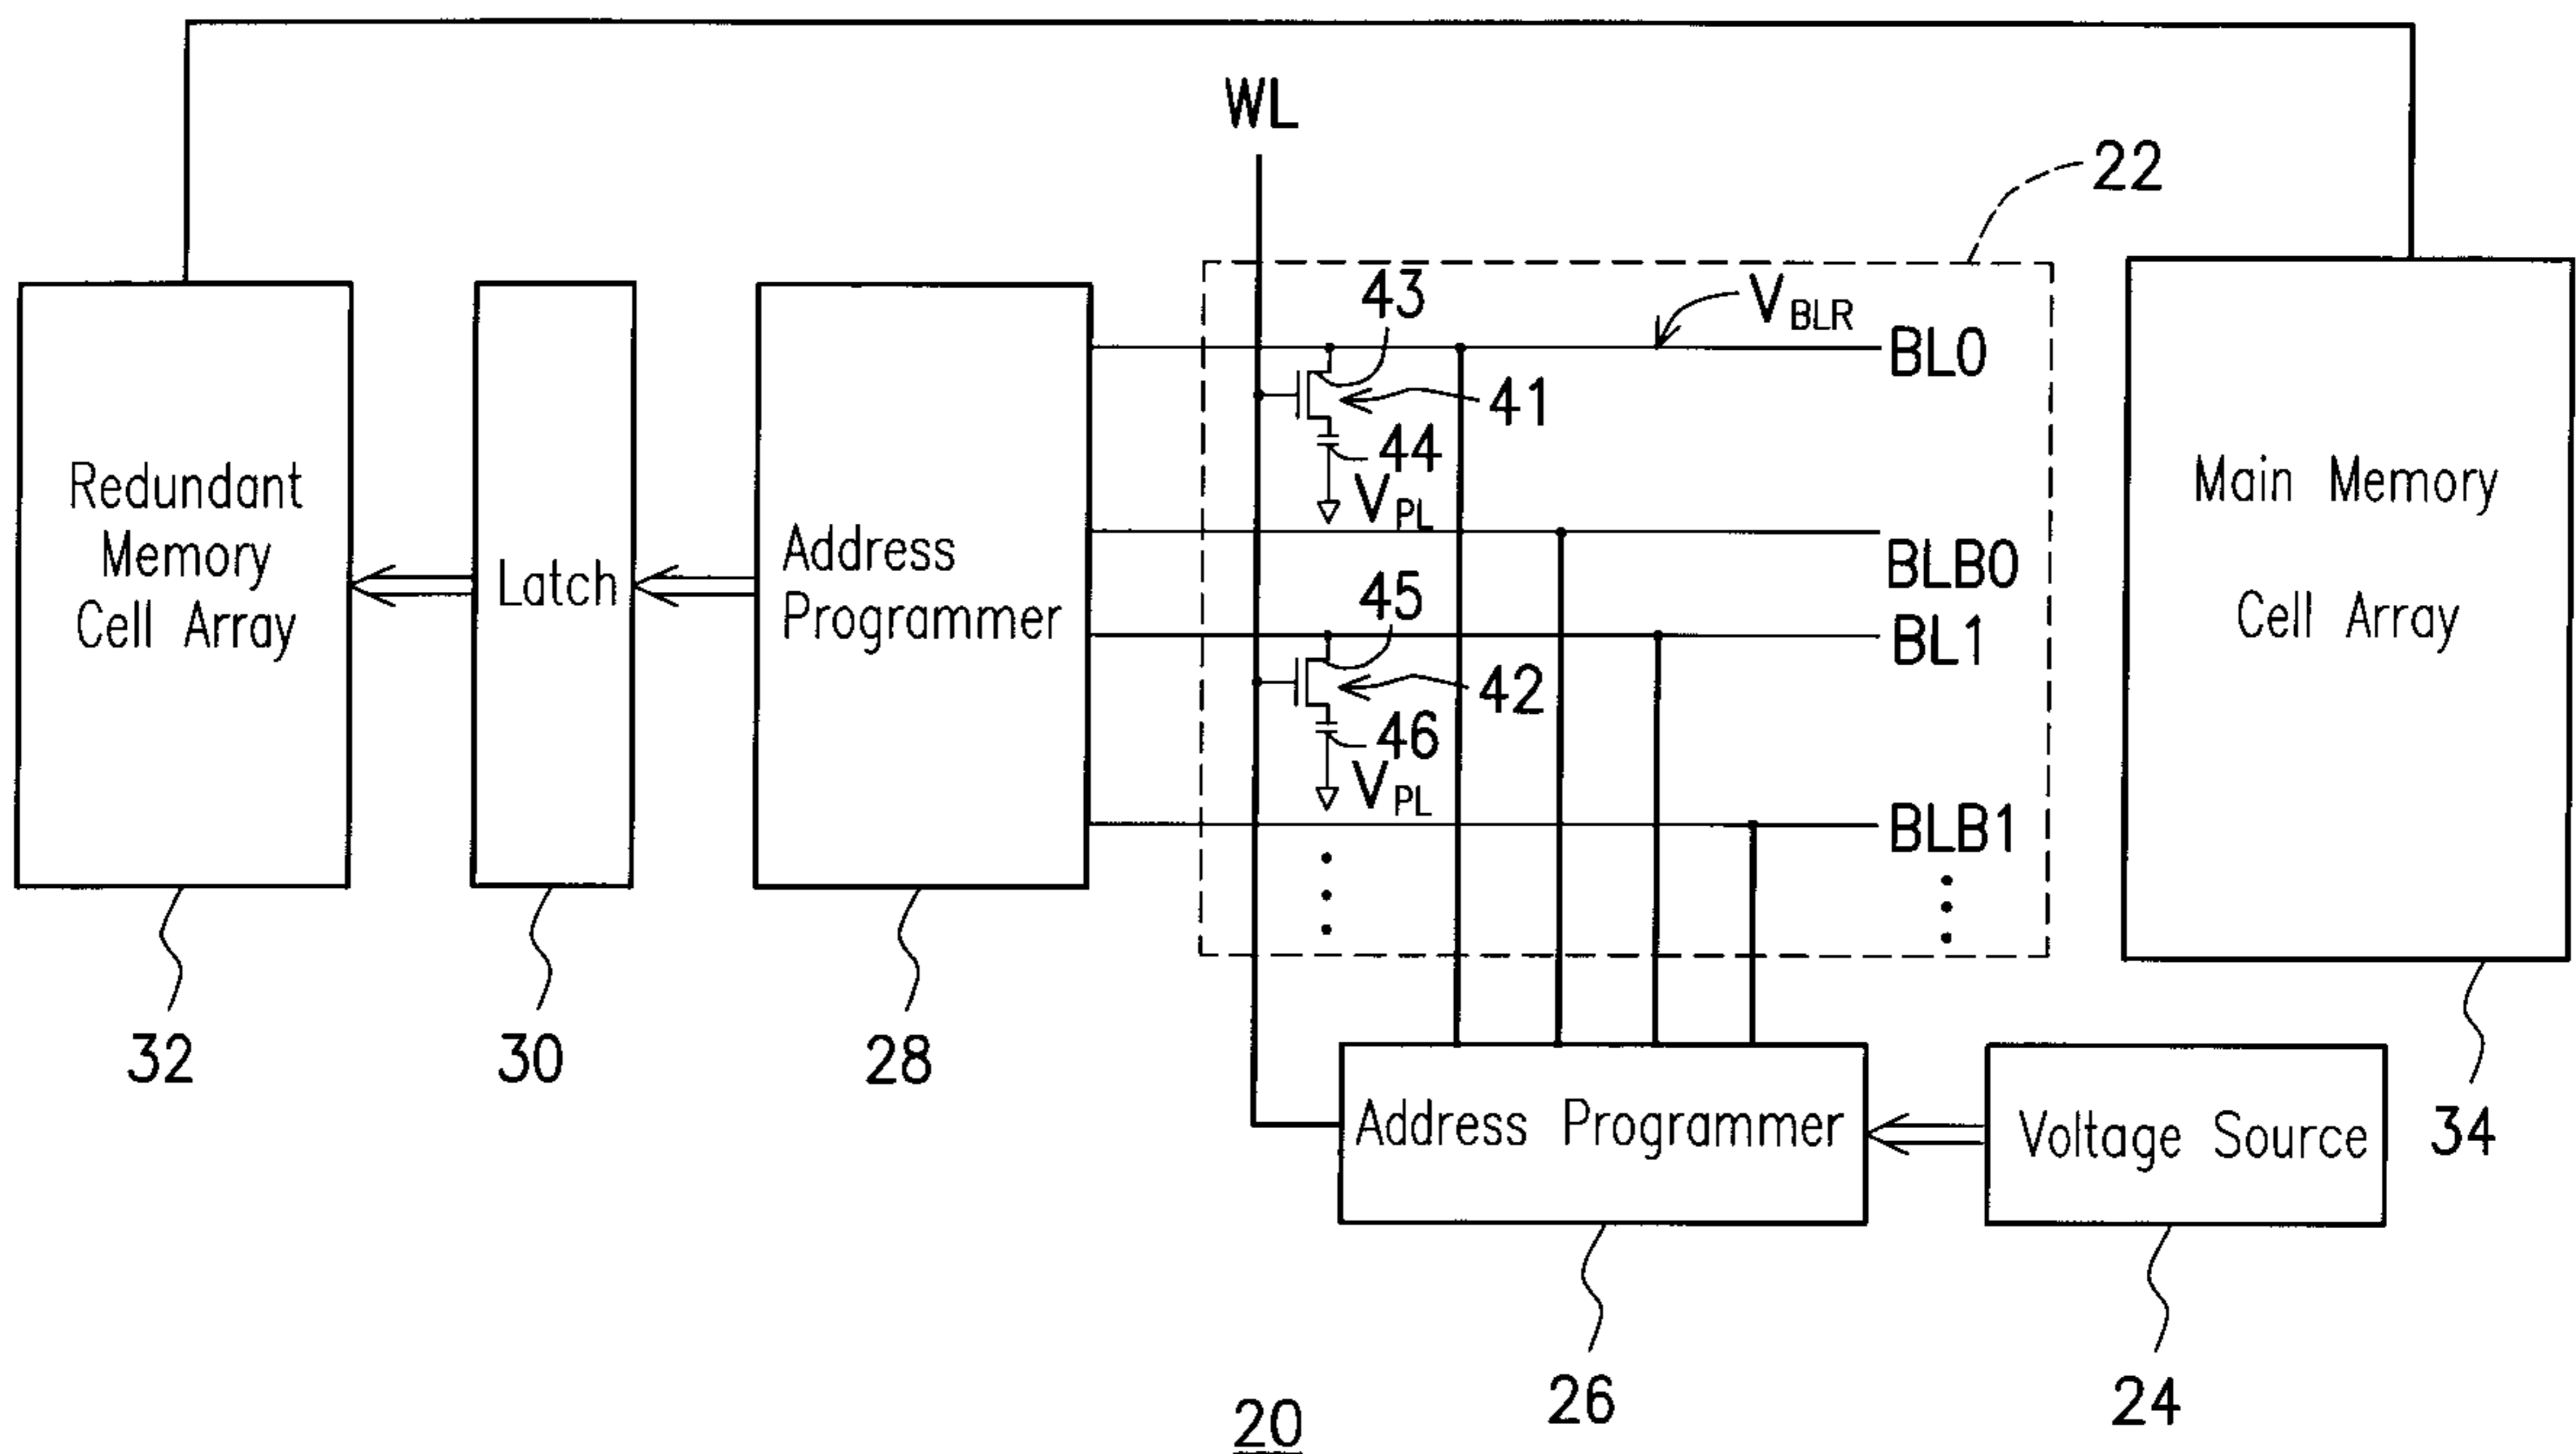 WL
22
43
V_BLR
BL0
41
44
V_PL
Redundant
Memory
Cell Array
Latch
Address
Programmer
BLB0
45
BL1
42
46
V_PL
BLB1
Main Memory
Cell Array
32
30
28
Address Programmer
Voltage Source
34
26
24
20